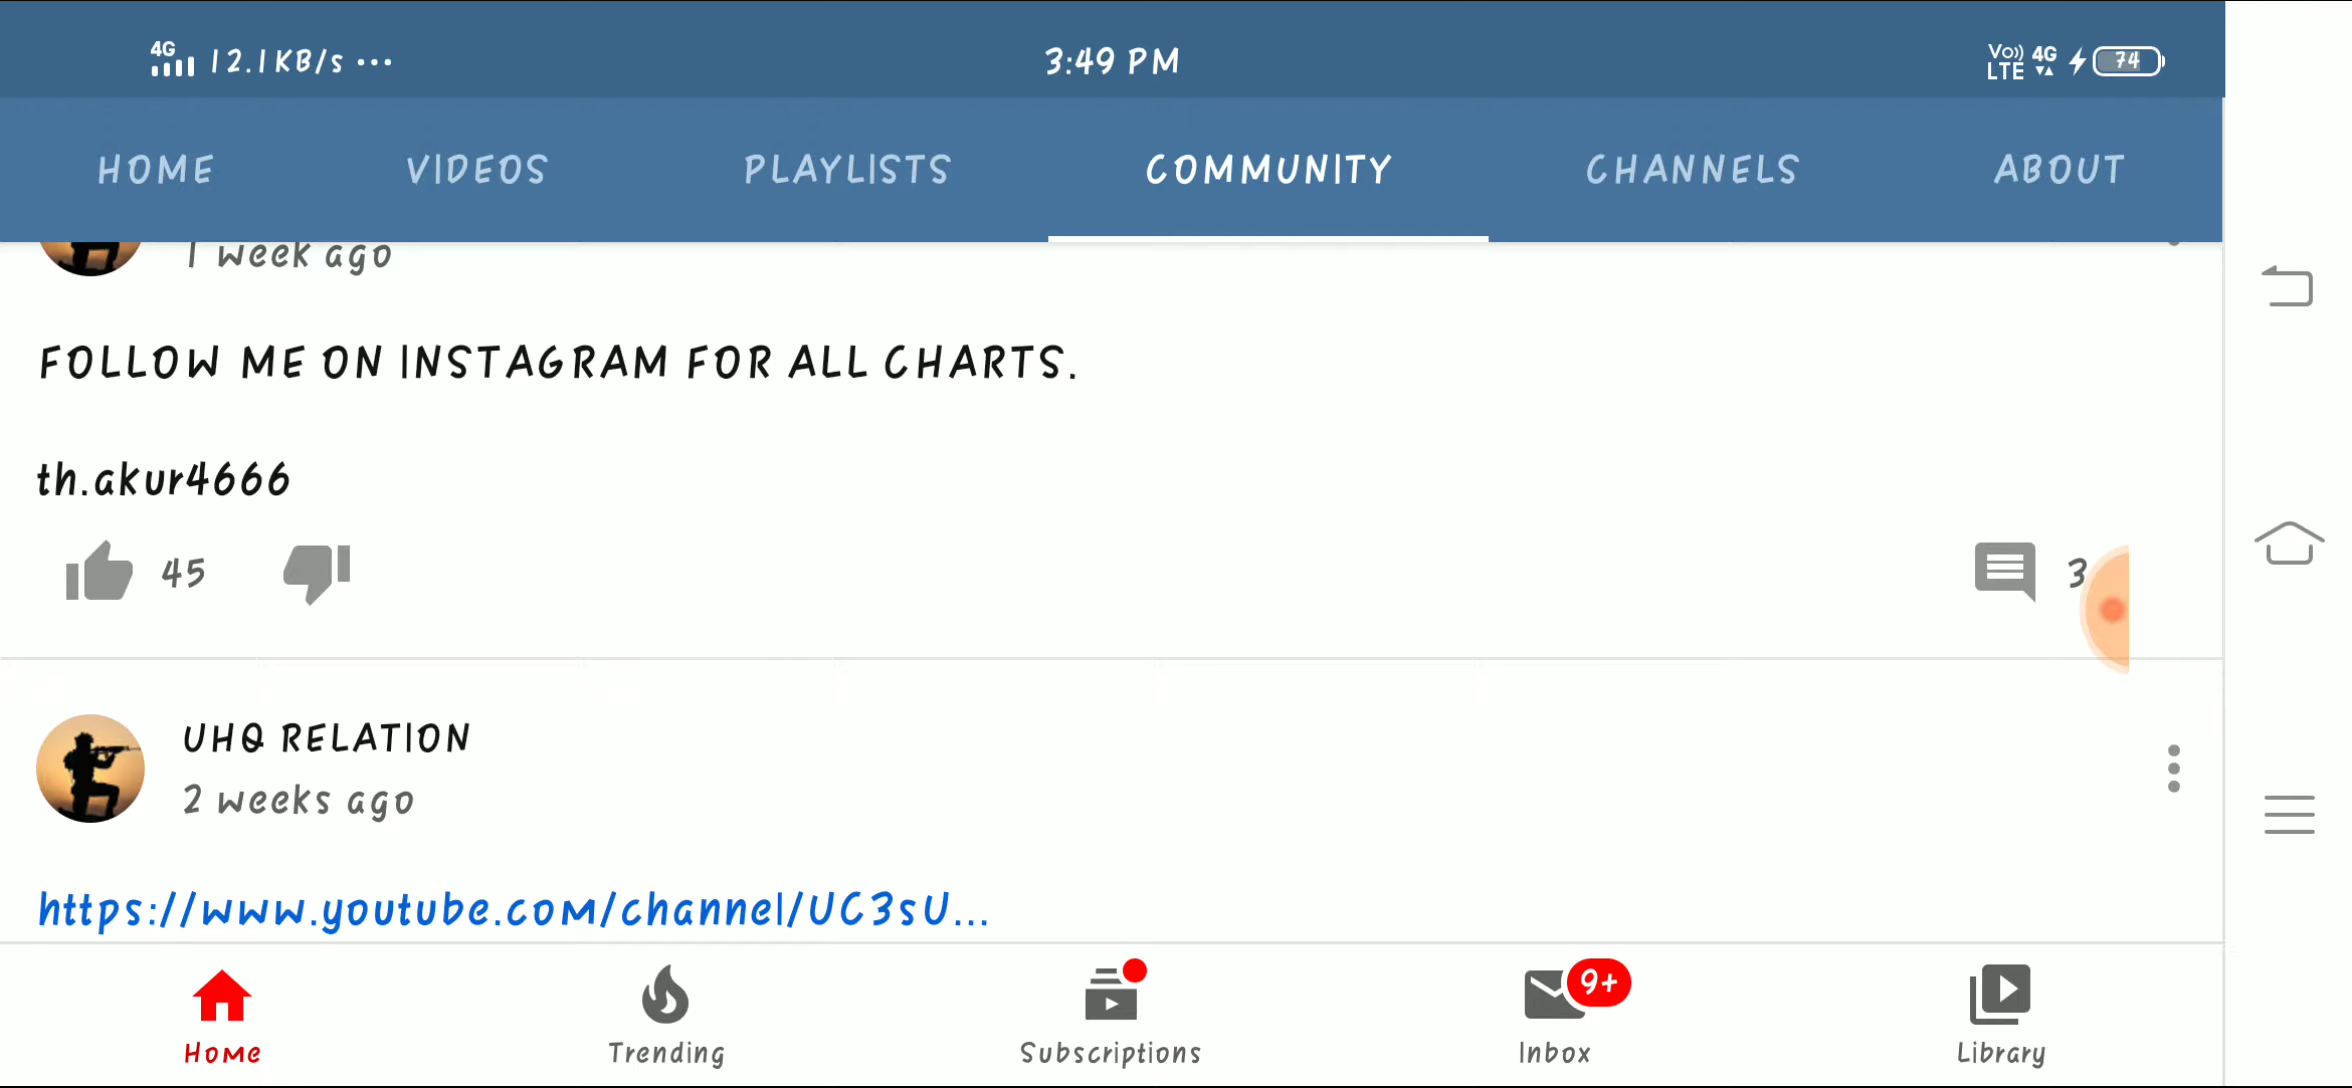 4G 12.1KB/s ... 3:49 PM Vo)) LTE 4G 74
HOME VIDEOS PLAYLISTS COMMUNITY CHANNELS ABOUT
1 week ago
FOLLOW ME ON INSTAGRAM FOR ALL CHARTS.
th.akur4666
45 3
UHQ RELATION
2 weeks ago
https://www.youtube.com/channel/UC3sU...
9+
Home Trending Subscriptions Inbox Library